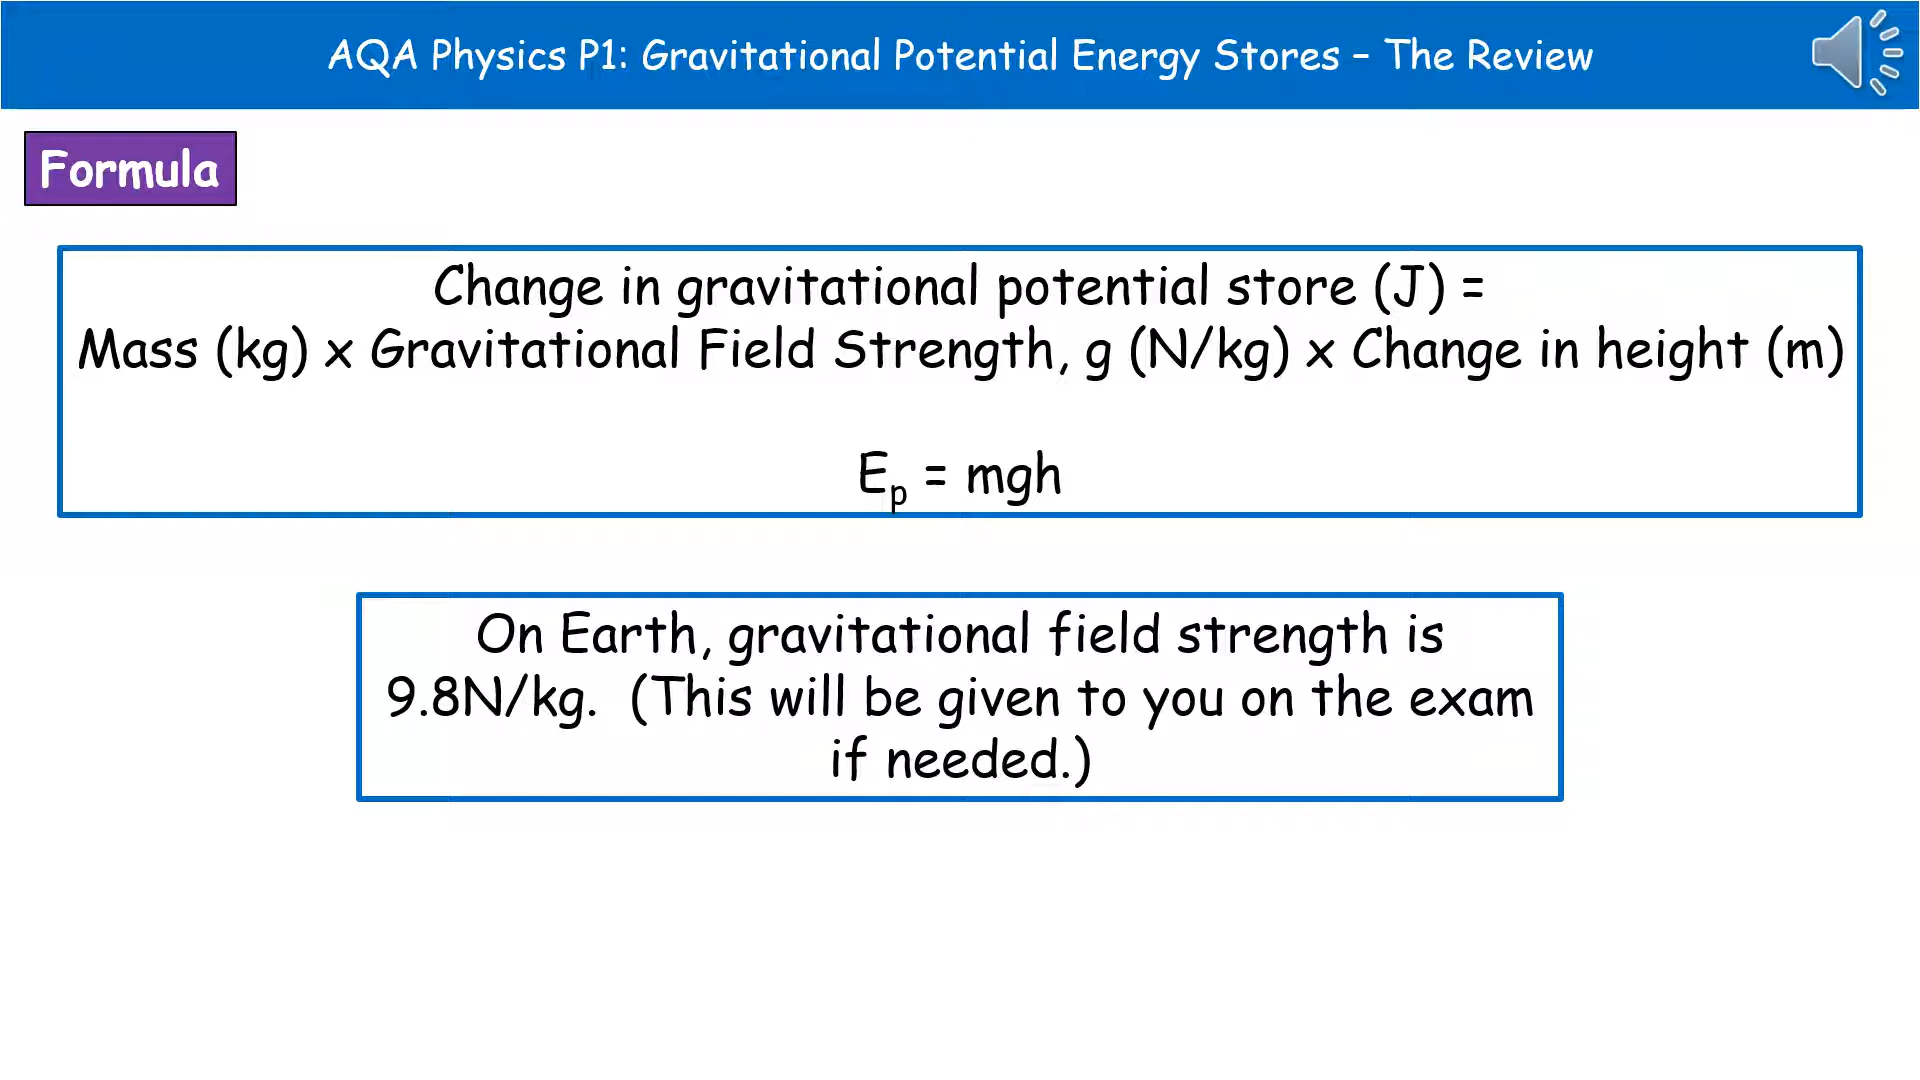 AQA Physics P1: Gravitational Potential Energy Stores – The Review
Formula
Change in gravitational potential store (J) =
Mass (kg) x Gravitational Field Strength, g (N/kg) x Change in height (m)
Eₚ = mgh
On Earth, gravitational field strength is
9.8N/kg.  (This will be given to you on the exam
if needed.)